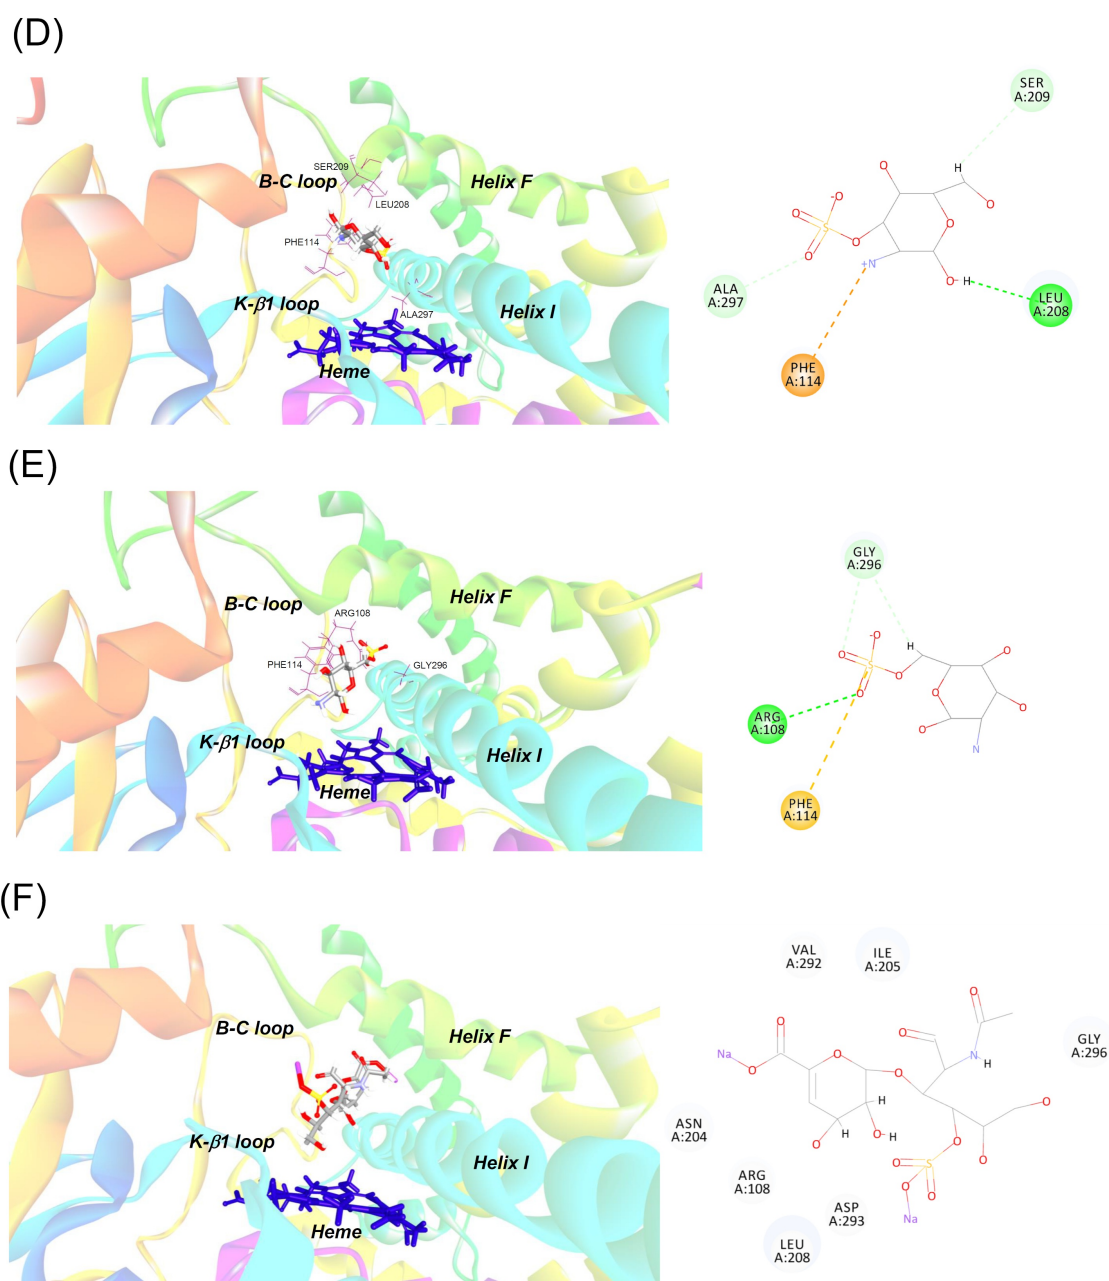 (D)
SER209
B-C loop
Helix F
LEU208
PHE114
K-β1 loop
Helix I
ALA297
Heme
SER
A:209
H
O
O
-O
O
S
O
O
O
+N
O
H
ALA
A:297
LEU
A:208
PHE
A:114
(E)
B-C loop
Helix F
ARG108
PHE114
GLY296
K-β1 loop
Helix I
Heme
GLY
A:296
-O
O
H
O
S
O
O
O
O
O
O
N
ARG
A:108
PHE
A:114
(F)
B-C loop
Helix F
K-β1 loop
Helix I
Heme
VAL
A:292
ILE
A:205
O
O
O
Na
O
O
O
N
H
GLY
A:296
H
O
ASN
A:204
O
H
O
H
O
O
O
S
O
O
Na
ARG
A:108
ASP
A:293
LEU
A:208